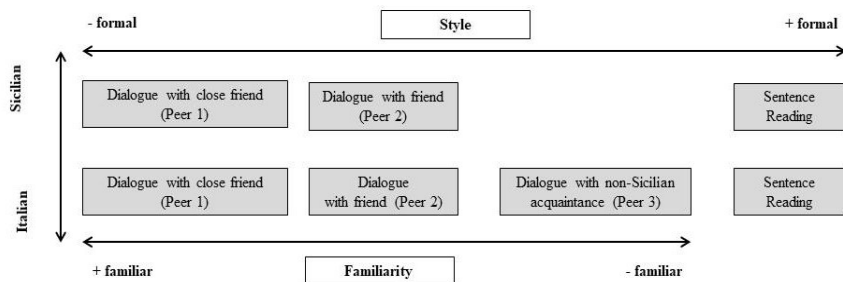 - formal
Style
+ formal
Sicilian
Dialogue with close friend
(Peer 1)
Dialogue with friend
(Peer 2)
Sentence
Reading
Italian
Dialogue with close friend
(Peer 1)
Dialogue
with friend (Peer 2)
Dialogue with non-Sicilian
acquaintance (Peer 3)
Sentence
Reading
+ familiar
Familiarity
- familiar